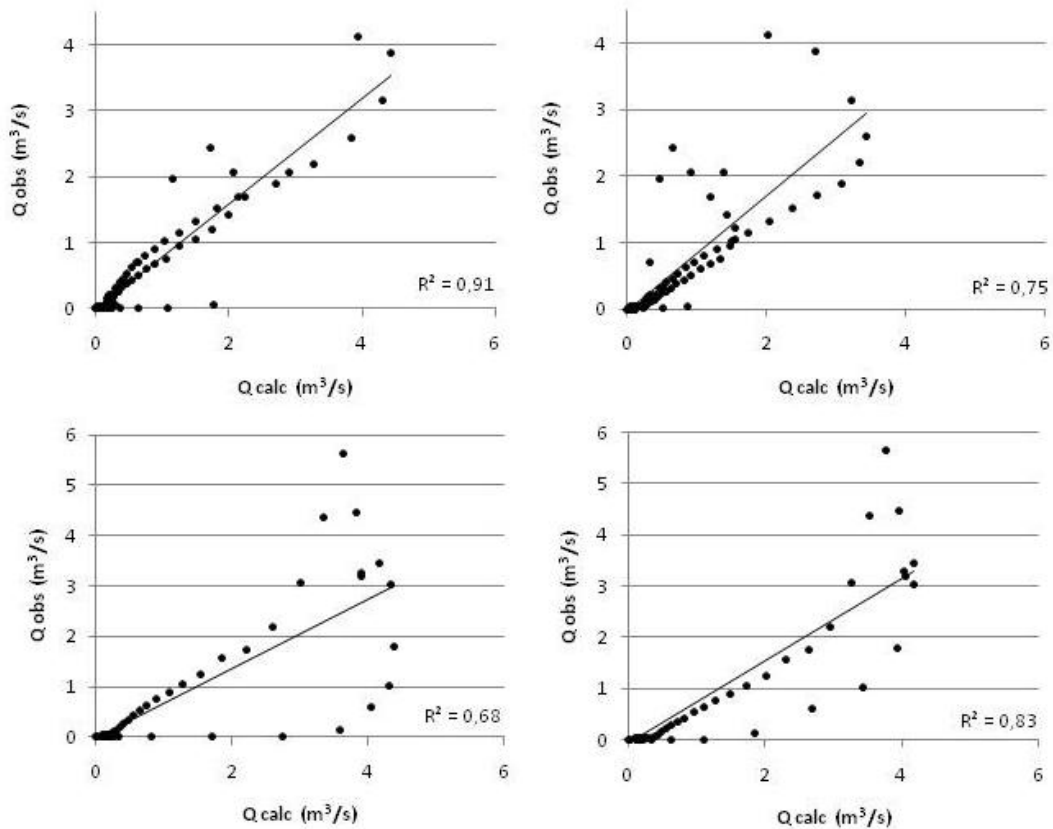 Q obs (m³/s)
4
3
2
1
0
R² = 0,91
0 2 4 6
Q calc (m³/s)
Q obs (m³/s)
4
3
2
1
0
R² = 0,75
0 2 4 6
Q calc (m³/s)
Q obs (m³/s)
6
5
4
3
2
1
0
R² = 0,68
0 2 4 6
Q calc (m³/s)
Q obs (m³/s)
6
5
4
3
2
1
0
R² = 0,83
0 2 4 6
Q calc (m³/s)